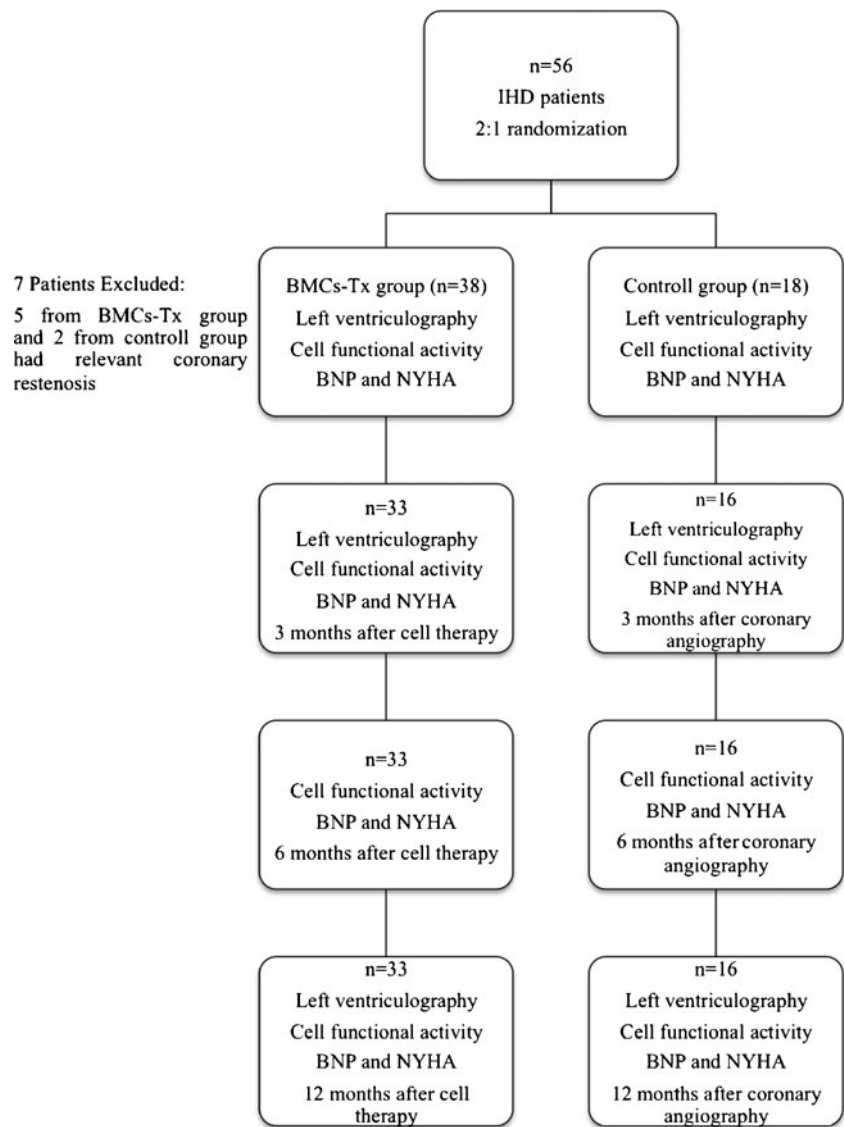 n=56
IHD patients
2:1 randomization
7 Patients Excluded:
5 from BMCs-Tx group
and 2 from controll group
had relevant coronary
restenosis
BMCs-Tx group (n=38)
Left ventriculography
Cell functional activity
BNP and NYHA
Controll group (n=18)
Left ventriculography
Cell functional activity
BNP and NYHA
n=33
Left ventriculography
Cell functional activity
BNP and NYHA
3 months after cell therapy
n=16
Left ventriculography
Cell functional activity
BNP and NYHA
3 months after coronary
angiography
n=33
Cell functional activity
BNP and NYHA
6 months after cell therapy
n=16
Cell functional activity
BNP and NYHA
6 months after coronary
angiography
n=33
Left ventriculography
Cell functional activity
BNP and NYHA
12 months after cell
therapy
n=16
Left ventriculography
Cell functional activity
BNP and NYHA
12 months after coronary
angiography